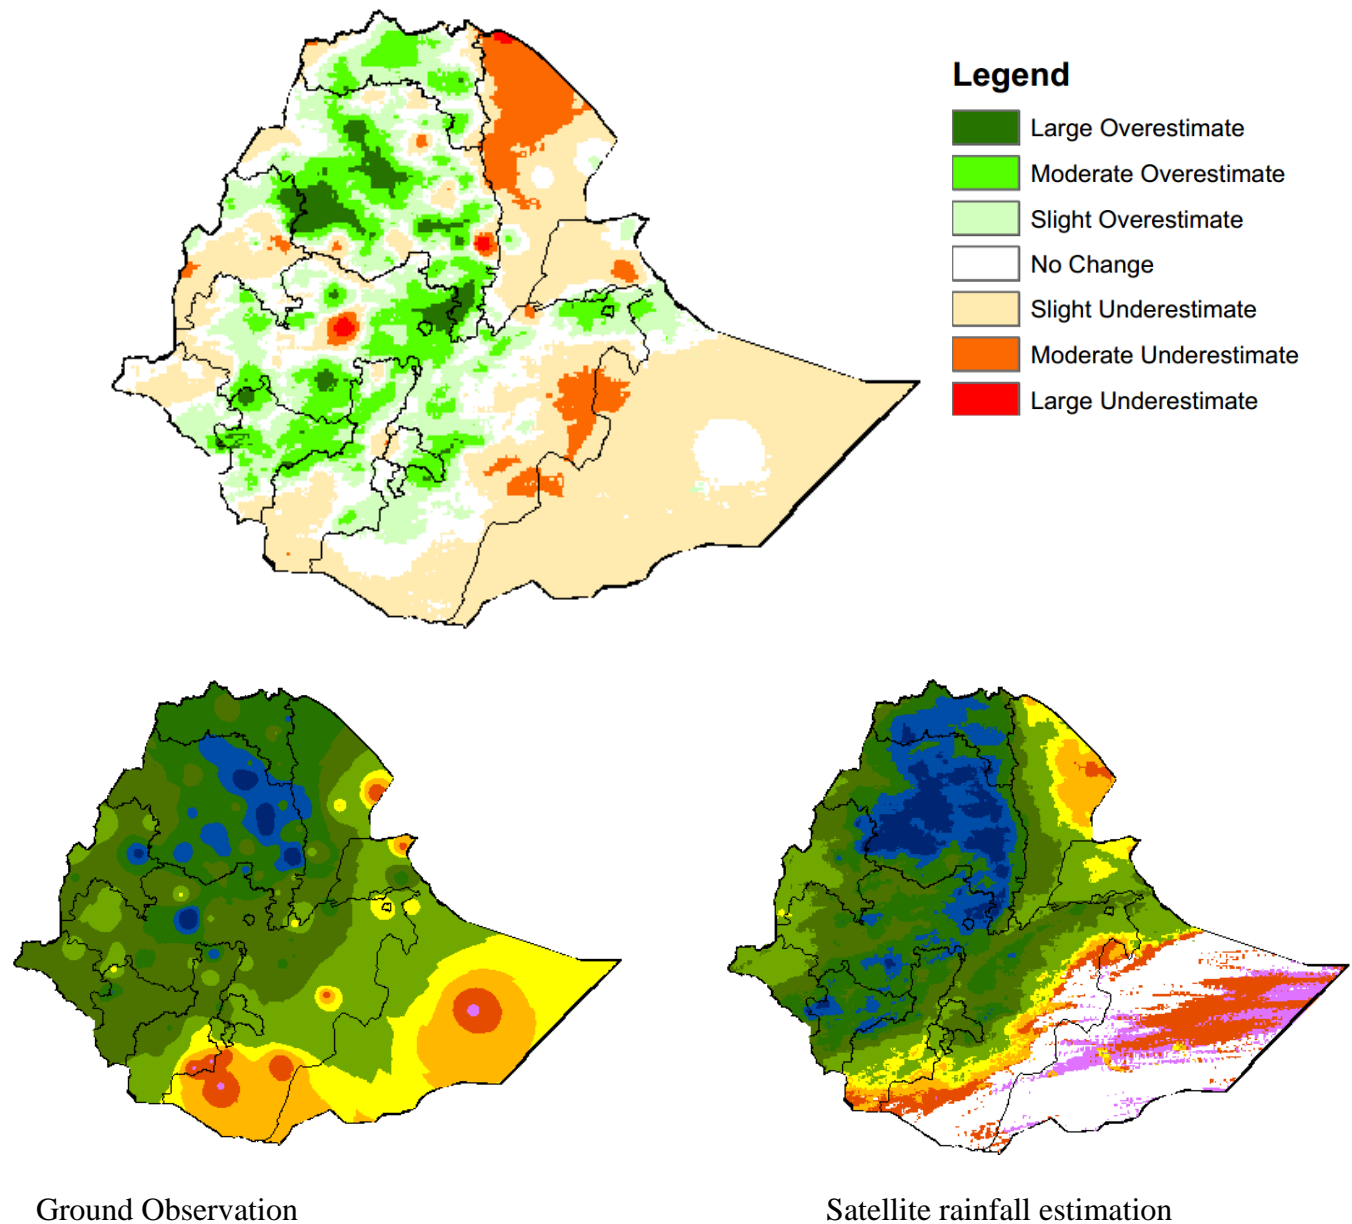 Legend
Large Overestimate
Moderate Overestimate
Slight Overestimate
No Change
Slight Underestimate
Moderate Underestimate
Large Underestimate
Ground Observation
Satellite rainfall estimation